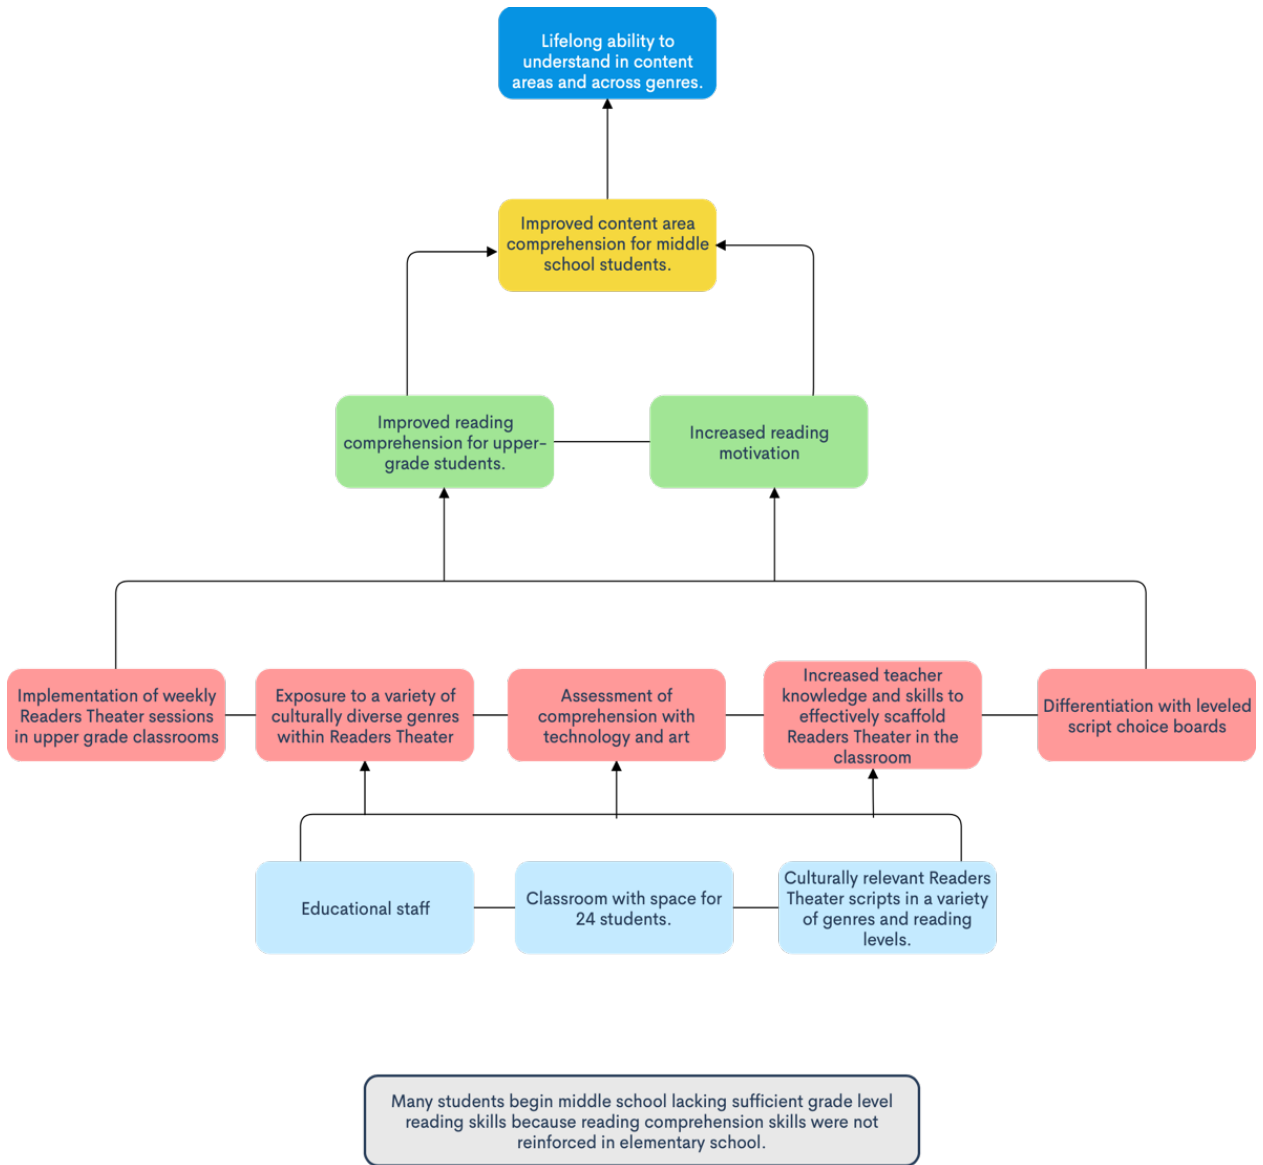 Lifelong ability to
understand in content
areas and across genres.
Improved content area
comprehension for middle
school students.
Improved reading
comprehension for upper-
grade students.
Increased reading
motivation
Implementation of weekly
Readers Theater sessions
in upper grade classrooms
Exposure to a variety of
culturally diverse genres
within Readers Theater
Assessment of
comprehension with
technology and art
Increased teacher
knowledge and skills to
effectively scaffold
Readers Theater in the
classroom
Differentiation with leveled
script choice boards
Educational staff
Classroom with space for
24 students.
Culturally relevant Readers
Theater scripts in a variety
of genres and reading
levels.
Many students begin middle school lacking sufficient grade level
reading skills because reading comprehension skills were not
reinforced in elementary school.